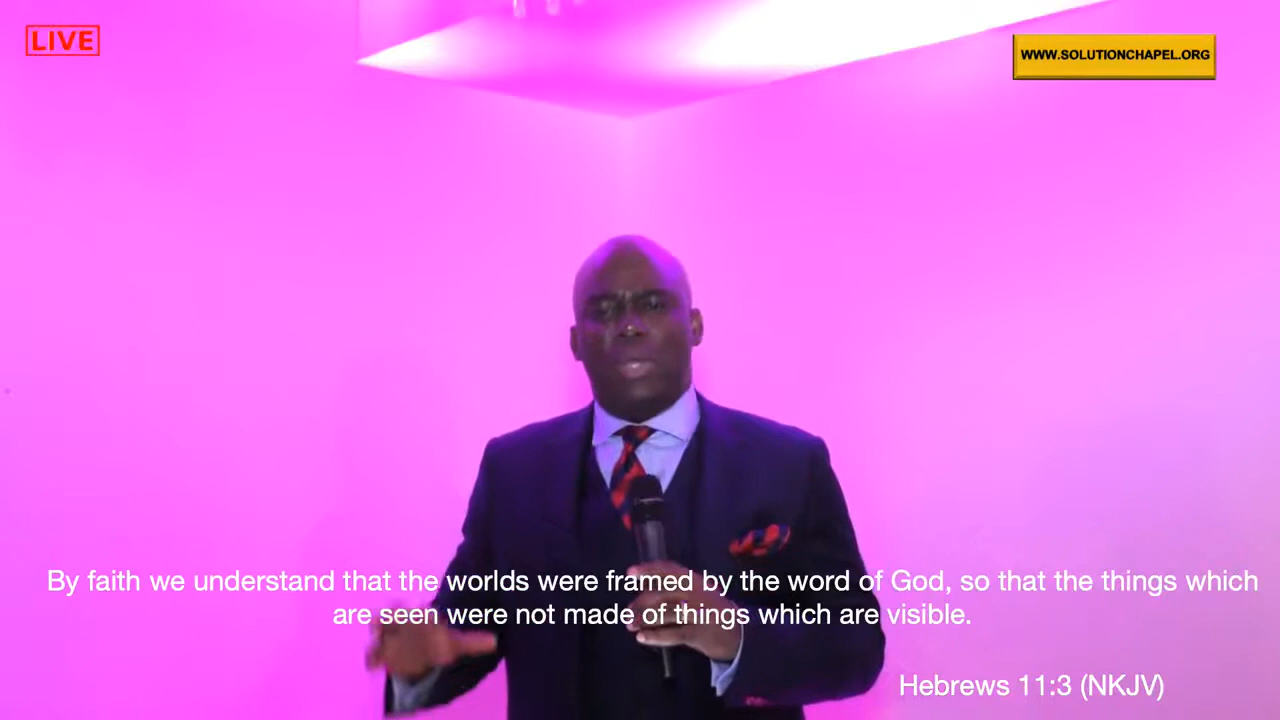 LIVE
WWW.SOLUTIONCHAPEL.ORG
By faith we understand that the worlds were framed by the word of God, so that the things which
are seen were not made of things which are visible.
Hebrews 11:3 (NKJV)